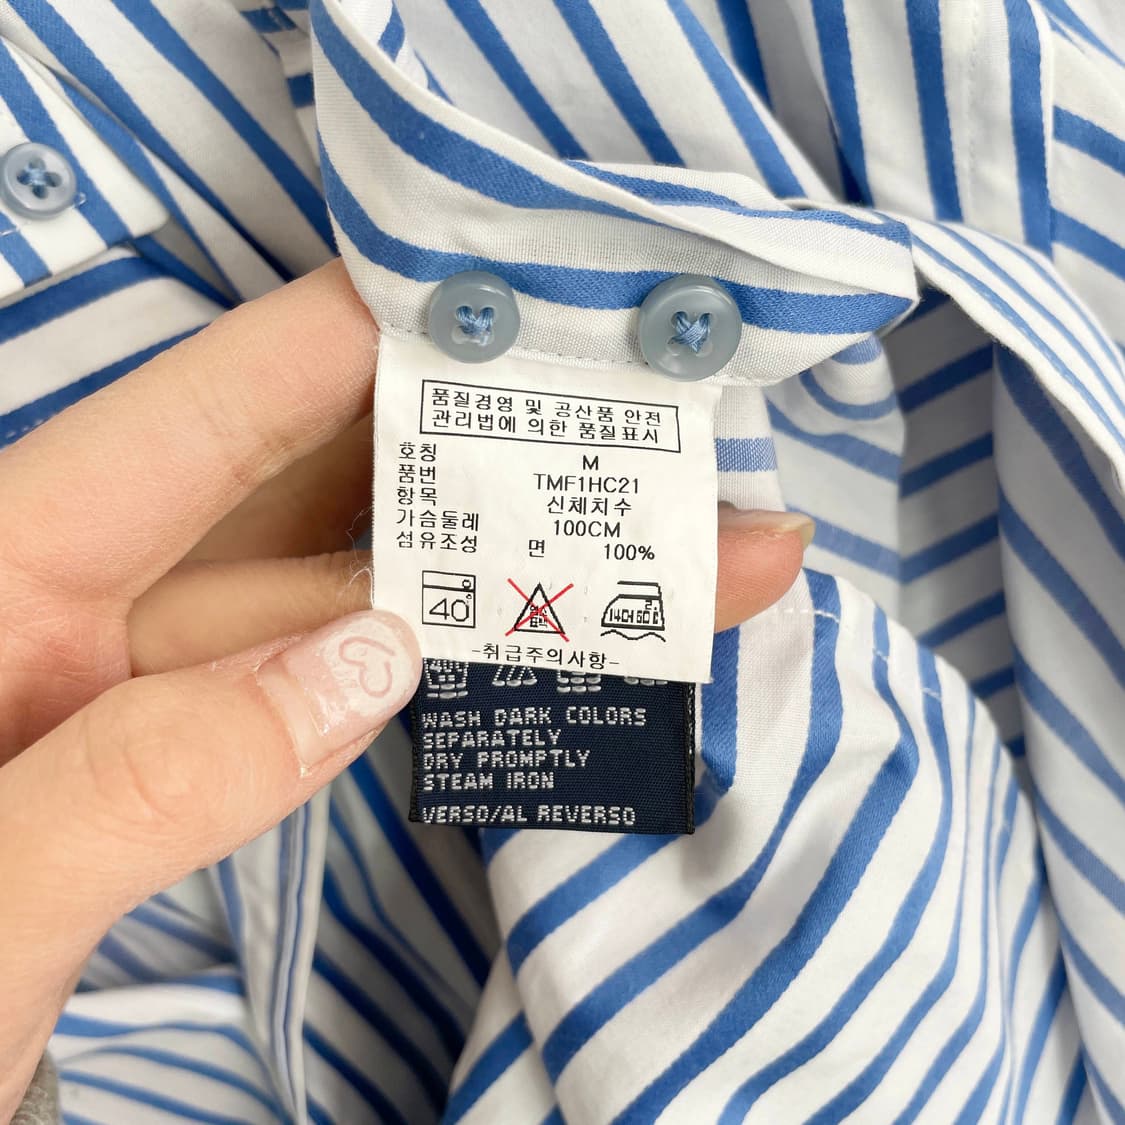 품질경영 및 공산품 안전
관리법에 의한 품질표시
호칭 M
품번 TMF1HC21
항목 신체치수
가슴둘레 100CM
섬유조성 면 100%
40
-취급주의사항-
WASH DARK COLORS
SEPARATELY
DRY PROMPTLY
STEAM IRON
VERSO/AL REVERSO